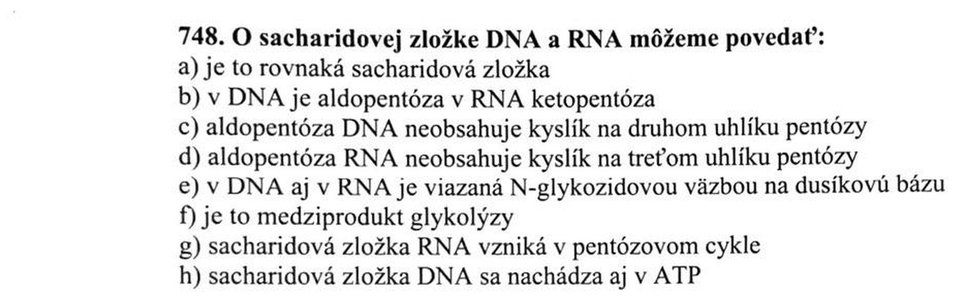 748. O sacharidovej zložke DNA a RNA môžeme povedať:
a) je to rovnaká sacharidová zložka
b) v DNA je aldopentóza v RNA ketopentóza
c) aldopentóza DNA neobsahuje kyslík na druhom uhlíku pentózy
d) aldopentóza RNA neobsahuje kyslík na treťom uhlíku pentózy
e) v DNA aj v RNA je viazaná N-glykozidovou väzbou na dusíkovú bázu
f) je to medziprodukt glykolýzy
g) sacharidová zložka RNA vzniká v pentózovom cykle
h) sacharidová zložka DNA sa nachádza aj v ATP